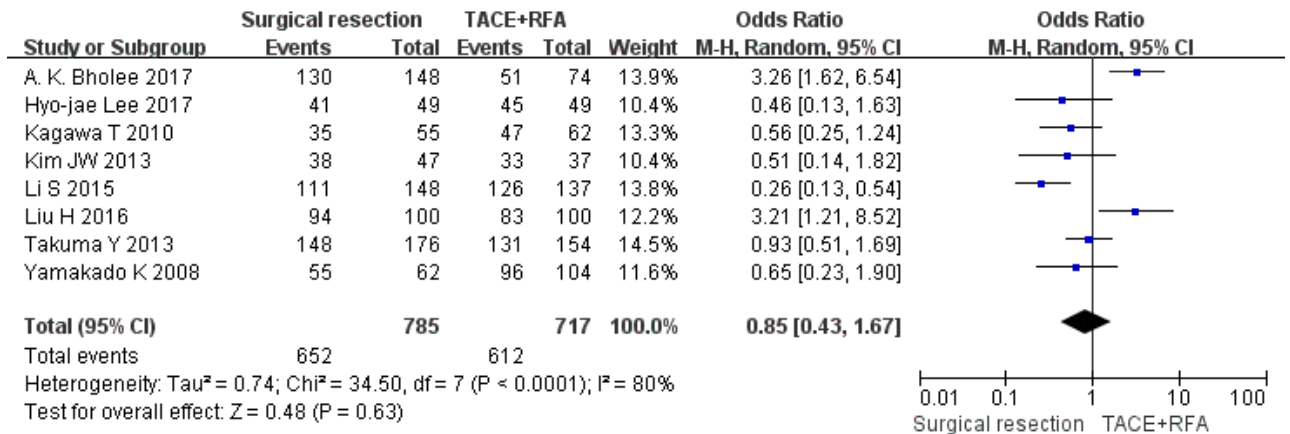 Surgical resection TACE+RFA Odds Ratio Odds Ratio
Study or Subgroup Events Total Events Total Weight M-H, Random, 95% CI M-H, Random, 95% CI
A. K. Bholee 2017 130 148 51 74 13.9% 3.26 [1.62, 6.54]
Hyo-jae Lee 2017 41 49 45 49 10.4% 0.46 [0.13, 1.63]
Kagawa T 2010 35 55 47 62 13.3% 0.56 [0.25, 1.24]
Kim JW 2013 38 47 33 37 10.4% 0.51 [0.14, 1.82]
Li S 2015 111 148 126 137 13.8% 0.26 [0.13, 0.54]
Liu H 2016 94 100 83 100 12.2% 3.21 [1.21, 8.52]
Takuma Y 2013 148 176 131 154 14.5% 0.93 [0.51, 1.69]
Yamakado K 2008 55 62 96 104 11.6% 0.65 [0.23, 1.90]
Total (95% CI) 785 717 100.0% 0.85 [0.43, 1.67]
Total events 652 612
Heterogeneity: Tau² = 0.74; Chi² = 34.50, df = 7 (P < 0.0001); I² = 80%
Test for overall effect: Z = 0.48 (P = 0.63)
0.01 0.1 1 10 100
Surgical resection TACE+RFA